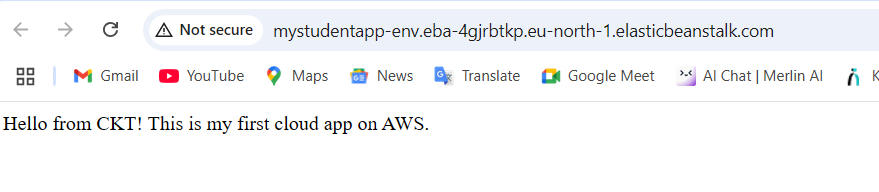 Not secure mystudentapp-env.eba-4gjrbtkp.eu-north-1.elasticbeanstalk.com
Gmail YouTube Maps News Translate Google Meet AI Chat | Merlin AI K
Hello from CKT! This is my first cloud app on AWS.